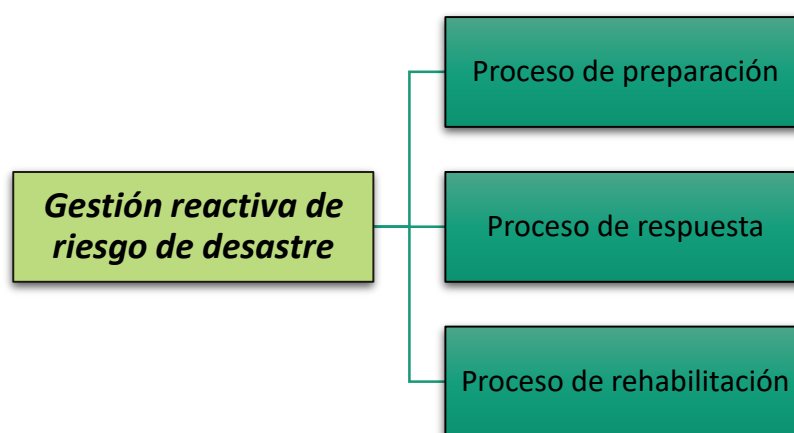 Proceso de preparación
Gestión reactiva de
riesgo de desastre
Proceso de respuesta
Proceso de rehabilitación